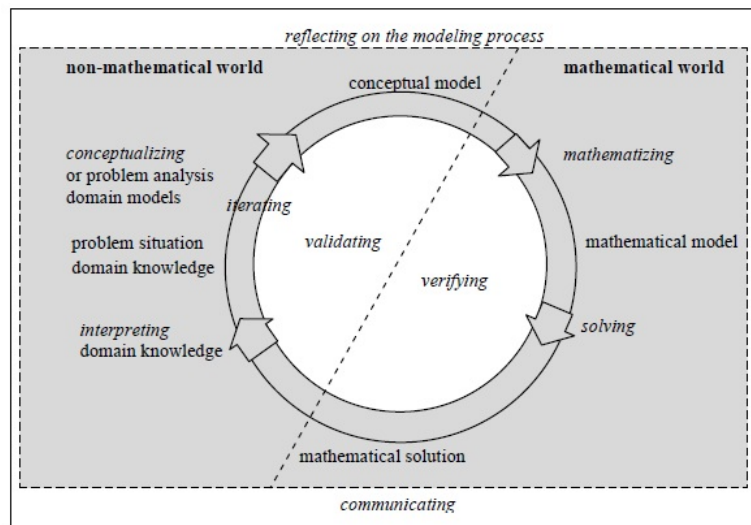 reflecting on the modeling process
non-mathematical world
mathematical world
conceptual model
conceptualizing
or problem analysis
domain models
mathematizing
iterating
problem situation
domain knowledge
validating
mathematical model
verifying
interpreting
domain knowledge
solving
mathematical solution
communicating